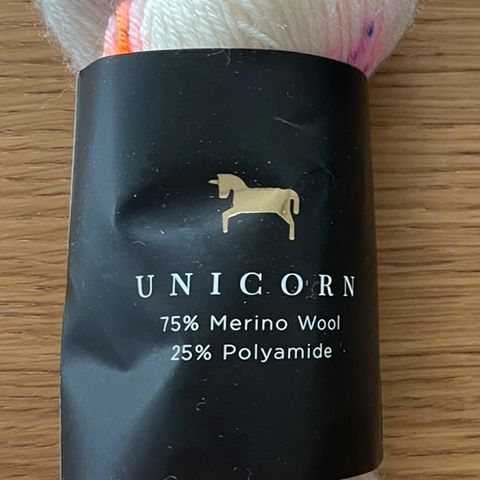 UNICORN
75% Merino Wool
25% Polyamide